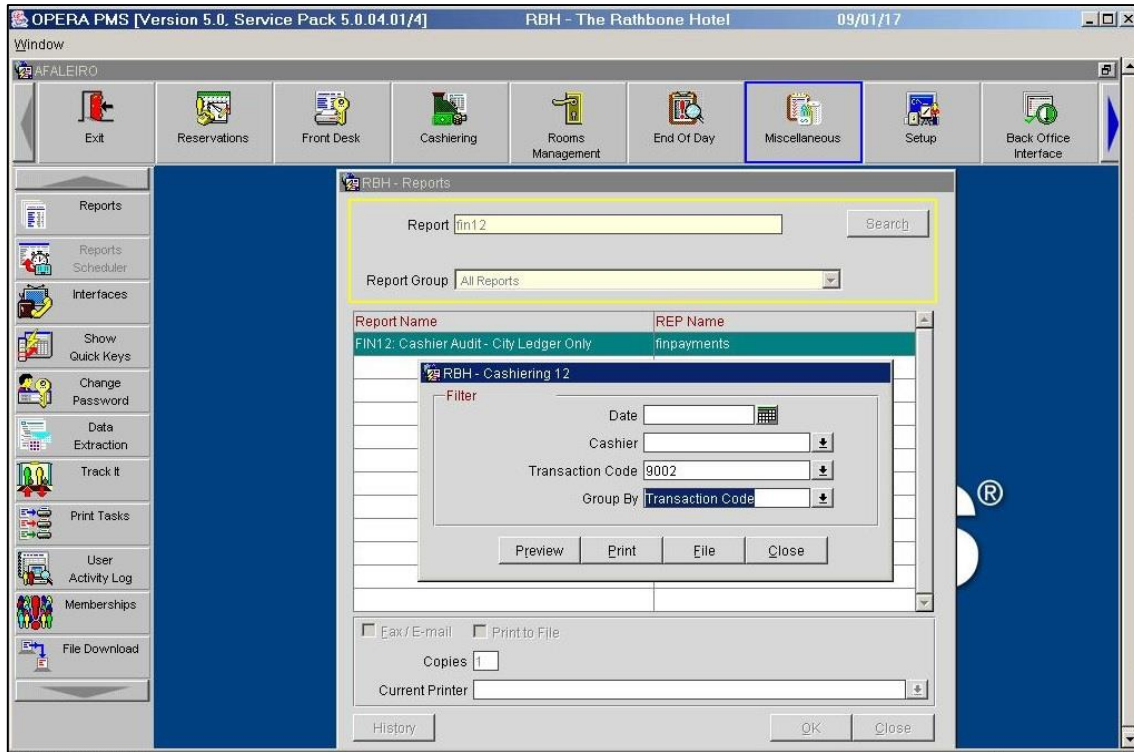 OPERA PMS [Version 5.0, Service Pack 5.0.04.01/4] RBH - The Rathbone Hotel 09/01/17
Window
AFALEIRO
Exit
Reservations
Front Desk
Cashiering
Rooms
Management
End Of Day
Miscellaneous
Setup
Back Office
Interface
Reports
Reports
Scheduler
Interfaces
Show
Quick Keys
Change
Password
Data
Extraction
Track It
Print Tasks
User
Activity Log
Memberships
File Download
RBH - Reports
Report fin12 Search
Report Group All Reports
Report Name REP Name
FIN12: Cashier Audit - City Ledger Only finpayments
RBH - Cashiering 12
Filter
Date
Cashier
Transaction Code 9002
Group By Transaction Code
Preview Print File Close
Fax / E-mail Print to File
Copies 1
Current Printer
History OK Close
S®